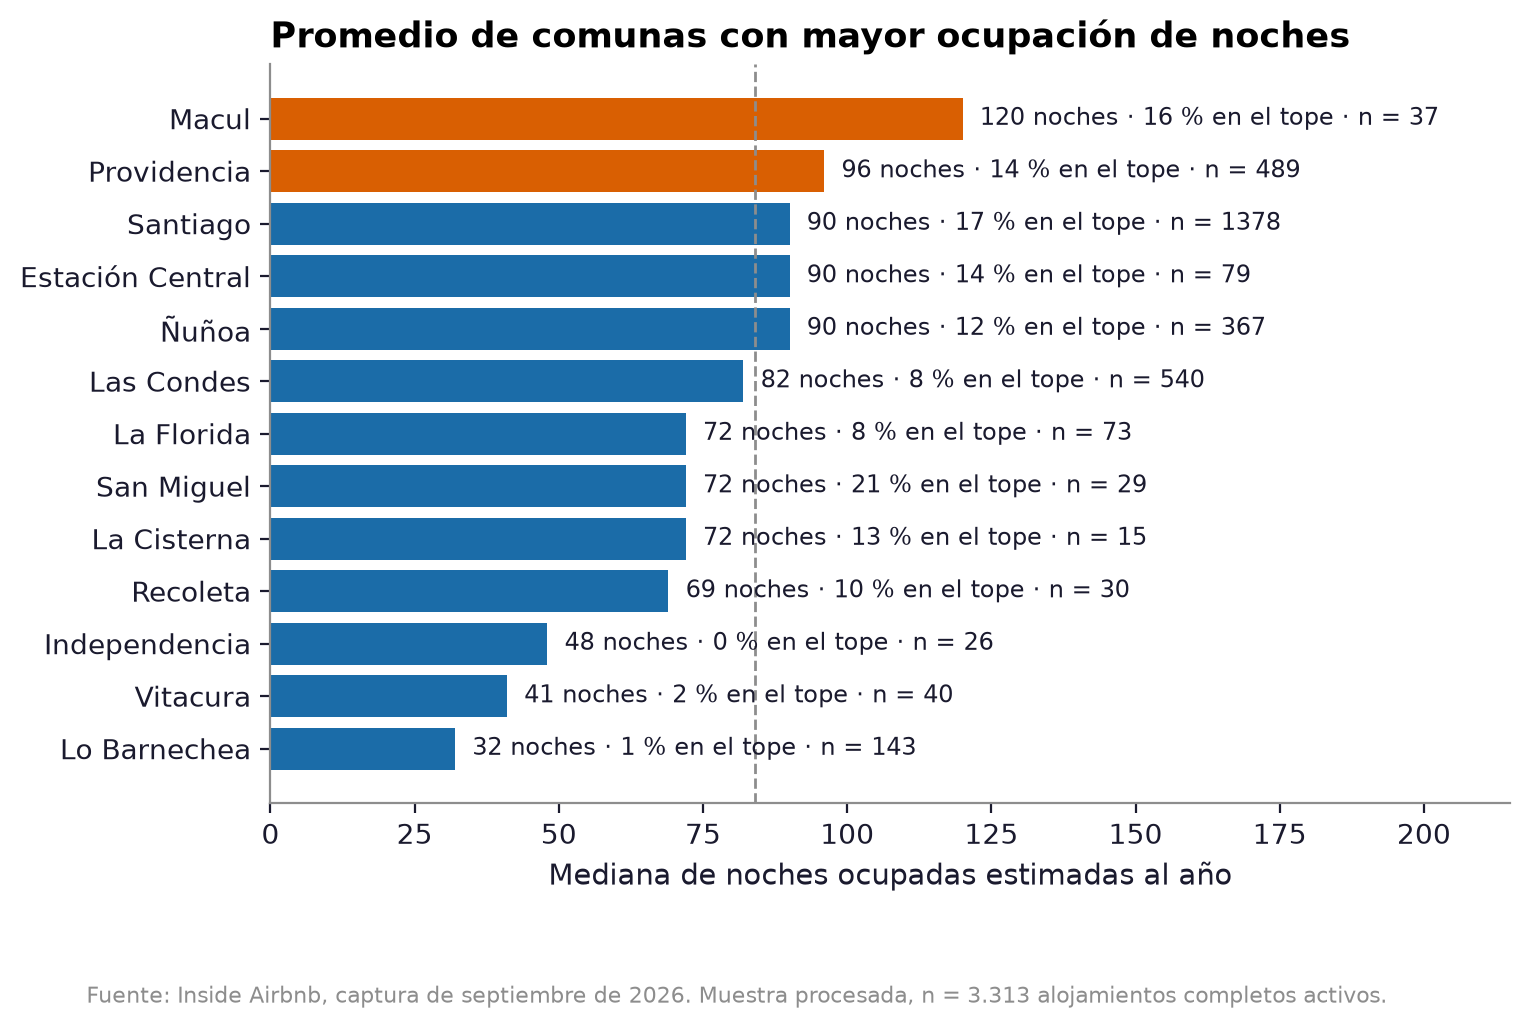 Promedio de comunas con mayor ocupación de noches
Macul 120 noches · 16 % en el tope · n = 37
Providencia 96 noches · 14 % en el tope · n = 489
Santiago 90 noches · 17 % en el tope · n = 1378
Estación Central 90 noches · 14 % en el tope · n = 79
Ñuñoa 90 noches · 12 % en el tope · n = 367
Las Condes 82 noches · 8 % en el tope · n = 540
La Florida 72 noches · 8 % en el tope · n = 73
San Miguel 72 noches · 21 % en el tope · n = 29
La Cisterna 72 noches · 13 % en el tope · n = 15
Recoleta 69 noches · 10 % en el tope · n = 30
Independencia 48 noches · 0 % en el tope · n = 26
Vitacura 41 noches · 2 % en el tope · n = 40
Lo Barnechea 32 noches · 1 % en el tope · n = 143
0 25 50 75 100 125 150 175 200
Mediana de noches ocupadas estimadas al año
Fuente: Inside Airbnb, captura de septiembre de 2026. Muestra procesada, n = 3.313 alojamientos completos activos.